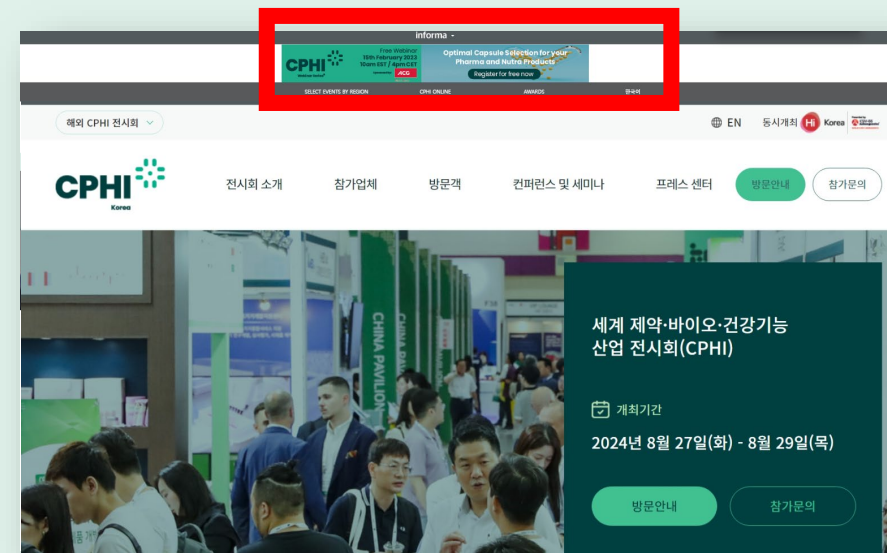 informa
CPHI
Free Webinar
15th February 2023
10am EST / 4pm CET
ACG
Optimal Capsule Selection for your
Pharma and Nutra Products
Register for free now
SELECT EVENTS BY REGION
CPHI ONLINE
AWARDS
한국어
해외 CPHI 전시회
EN
동시개최
Hi Korea
CPHI
Korea
전시회 소개
참가업체
방문객
컨퍼런스 및 세미나
프레스 센터
방문안내
참가문의
CHINA PAVILION
CHINA PAV
세계 제약·바이오·건강기능
산업 전시회(CPHI)
개최기간
2024년 8월 27일(화) - 8월 29일(목)
방문안내
참가문의